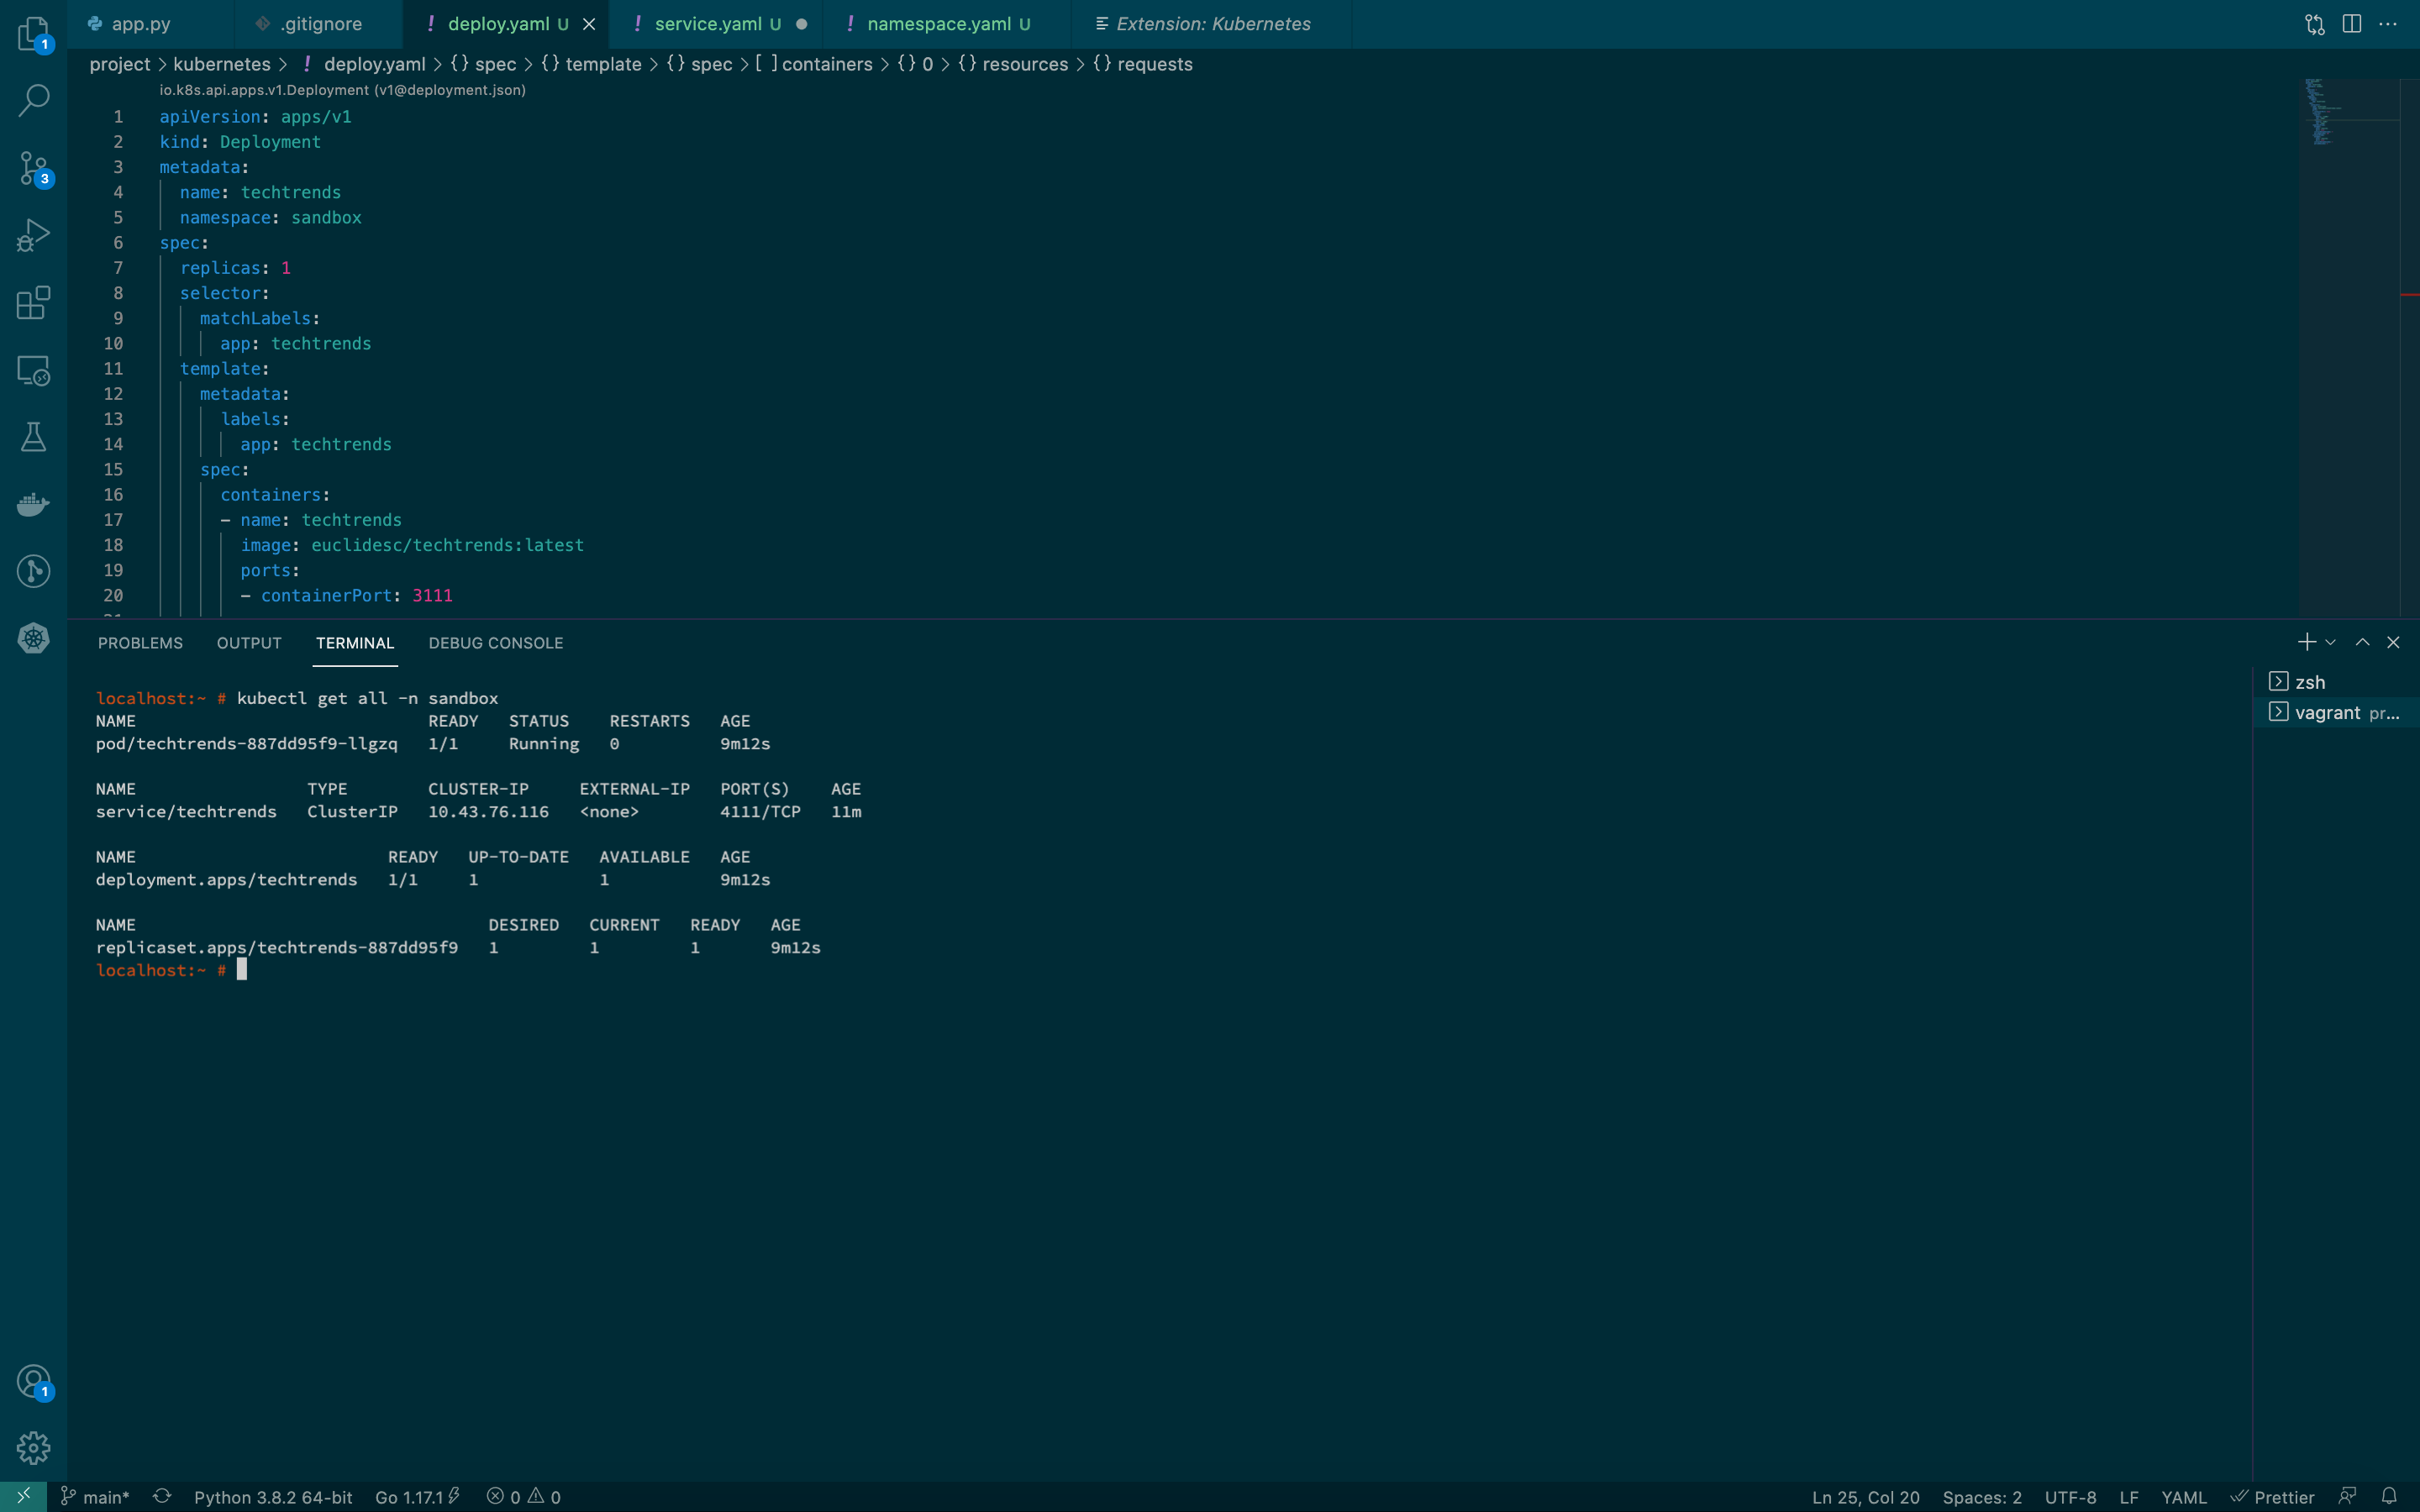 app.py .gitignore ! deploy.yaml U ! service.yaml U ! namespace.yaml U Extension: Kubernetes
project > kubernetes > ! deploy.yaml > {} spec > {} template > {} spec > [ ] containers > {} 0 > {} resources > {} requests
io.k8s.api.apps.v1.Deployment (v1@deployment.json)
1 apiVersion: apps/v1
2 kind: Deployment
3 metadata:
4 name: techtrends
5 namespace: sandbox
6 spec:
7 replicas: 1
8 selector:
9 matchLabels:
10 app: techtrends
11 template:
12 metadata:
13 labels:
14 app: techtrends
15 spec:
16 containers:
17 - name: techtrends
18 image: euclidesc/techtrends:latest
19 ports:
20 - containerPort: 3111
PROBLEMS OUTPUT TERMINAL DEBUG CONSOLE
localhost:~ # kubectl get all -n sandbox
NAME READY STATUS RESTARTS AGE
pod/techtrends-887dd95f9-llgzq 1/1 Running 0 9m12s
NAME TYPE CLUSTER-IP EXTERNAL-IP PORT(S) AGE
service/techtrends ClusterIP 10.43.76.116 <none> 4111/TCP 11m
NAME READY UP-TO-DATE AVAILABLE AGE
deployment.apps/techtrends 1/1 1 1 9m12s
NAME DESIRED CURRENT READY AGE
replicaset.apps/techtrends-887dd95f9 1 1 1 9m12s
localhost:~ #
zsh
vagrant pr...
1
3
1
main* Python 3.8.2 64-bit Go 1.17.1 0 0 Ln 25, Col 20 Spaces: 2 UTF-8 LF YAML Prettier